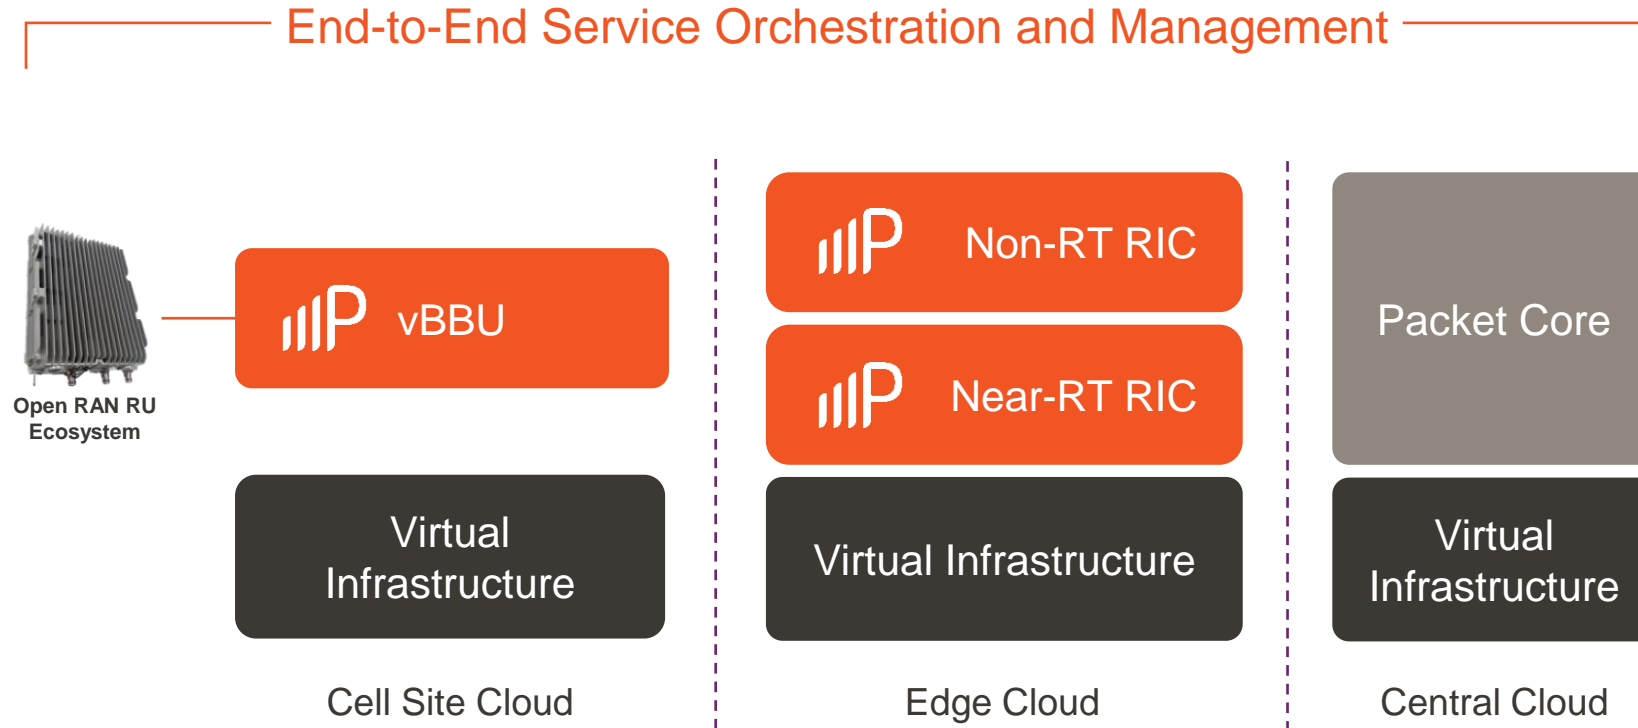 End-to-End Service Orchestration and Management
Open RAN RU
Ecosystem
vBBU
Virtual
Infrastructure
Cell Site Cloud
Non-RT RIC
Near-RT RIC
Virtual Infrastructure
Edge Cloud
Packet Core
Virtual
Infrastructure
Central Cloud